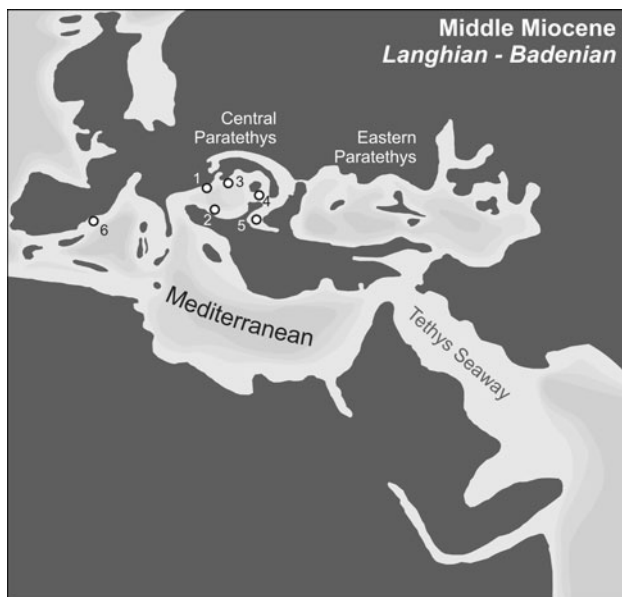 Middle Miocene
Langhian - Badenian
Central
Paratethys
Eastern
Paratethys
1
3
4
2
5
6
Mediterranean
Tethys Seaway